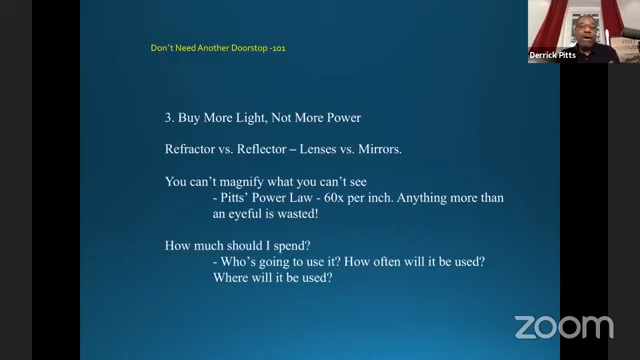 Don't Need Another Doorstop -101
Derrick Pitts
3. Buy More Light, Not More Power
Refractor vs. Reflector – Lenses vs. Mirrors.
You can't magnify what you can't see
- Pitts' Power Law - 60x per inch. Anything more than
an eyeful is wasted!
How much should I spend?
- Who's going to use it? How often will it be used?
Where will it be used?
zoom